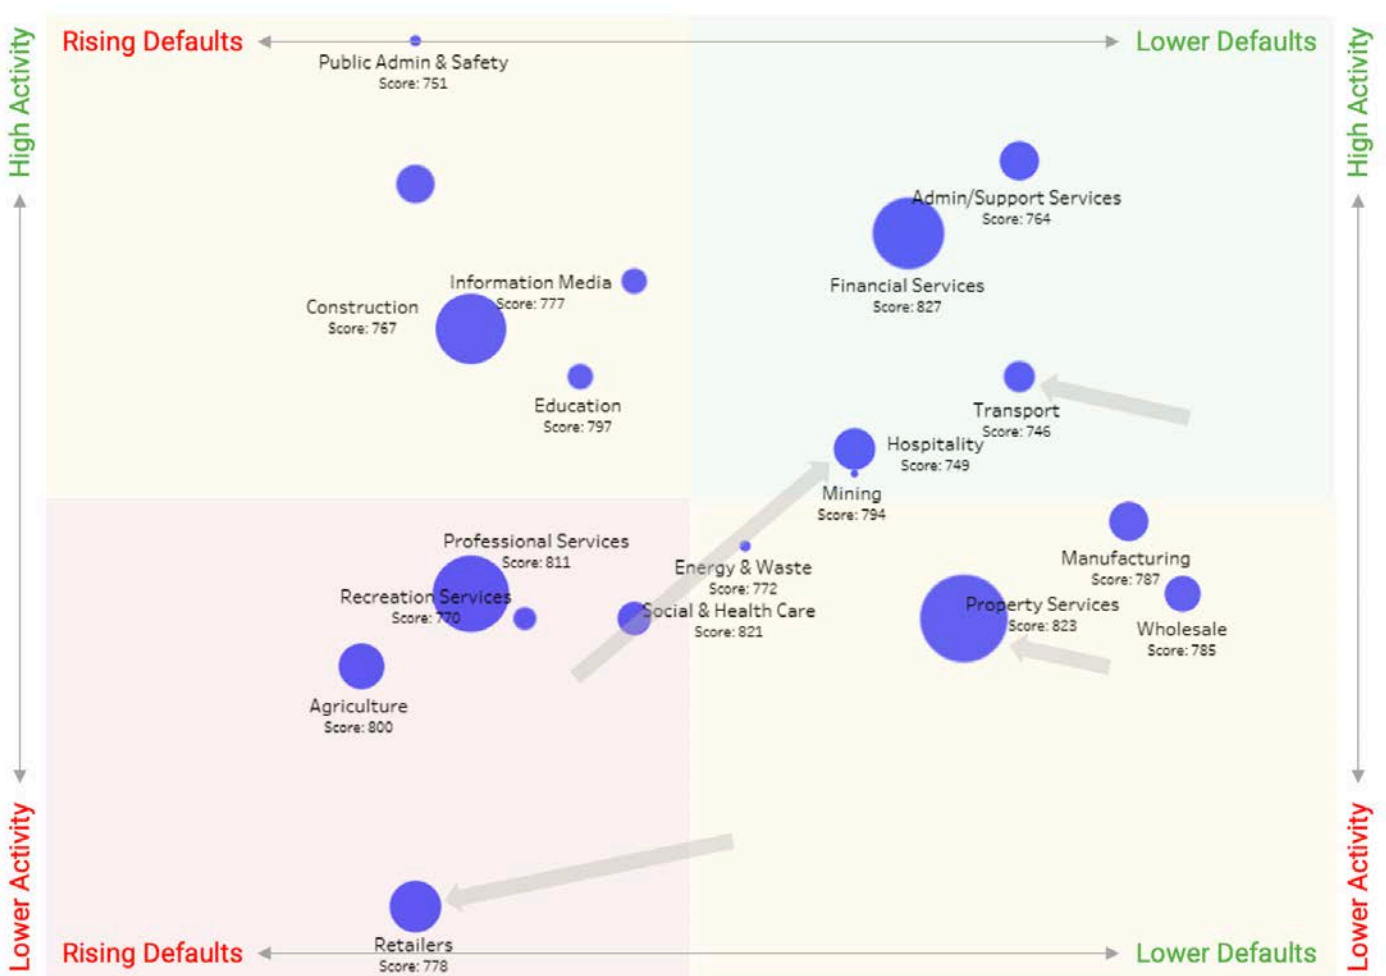 Rising Defaults
Lower Defaults
High Activity
High Activity
Public Admin & Safety
Score: 751
Admin/Support Services
Score: 764
Information Media
Score: 777
Financial Services
Score: 827
Construction
Score: 767
Education
Score: 797
Transport
Score: 746
Hospitality
Score: 749
Mining
Score: 794
Professional Services
Score: 811
Manufacturing
Score: 787
Energy & Waste
Score: 772
Recreation Services
Score: 770
Social & Health Care
Score: 821
Property Services
Score: 823
Wholesale
Score: 785
Agriculture
Score: 800
Lower Activity
Lower Activity
Retailers
Score: 778
Rising Defaults
Lower Defaults